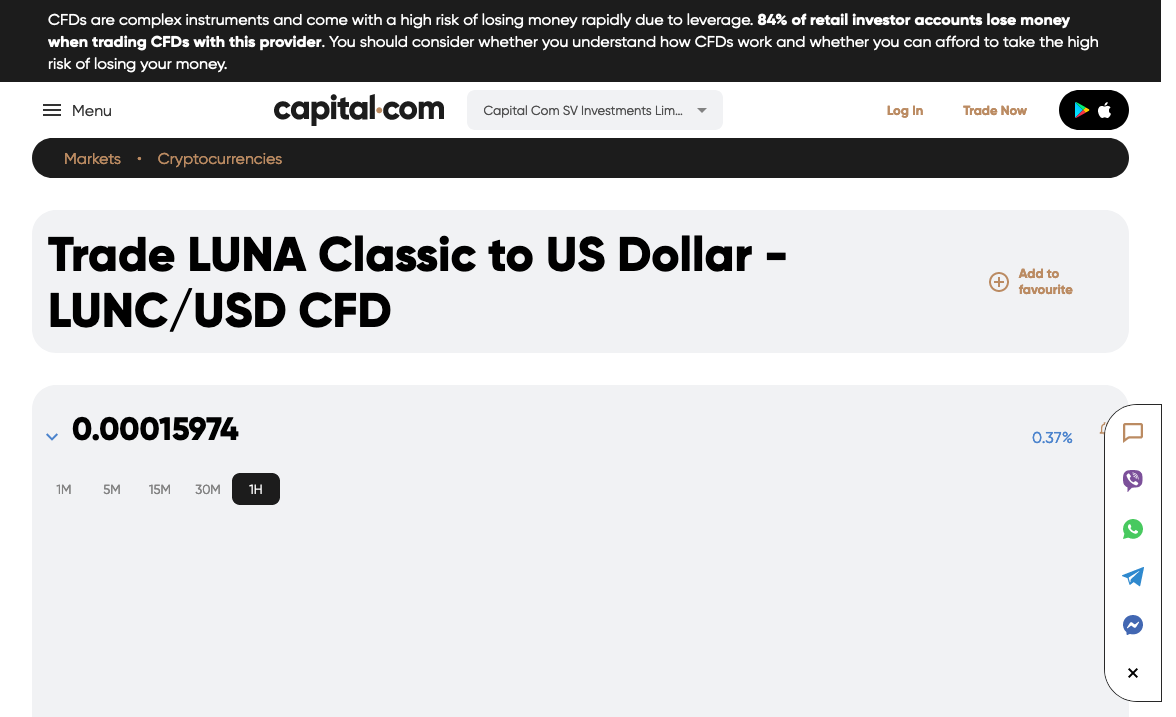 CFDs are complex instruments and come with a high risk of losing money rapidly due to leverage. 84% of retail investor accounts lose money
when trading CFDs with this provider. You should consider whether you understand how CFDs work and whether you can afford to take the high
risk of losing your money.
Menu
capital.com
Capital Com SV Investments Lim...
Log In
Trade Now
Markets • Cryptocurrencies
Trade LUNA Classic to US Dollar -
LUNC/USD CFD
Add to
favourite
0.00015974
0.37%
1M 5M 15M 30M 1H